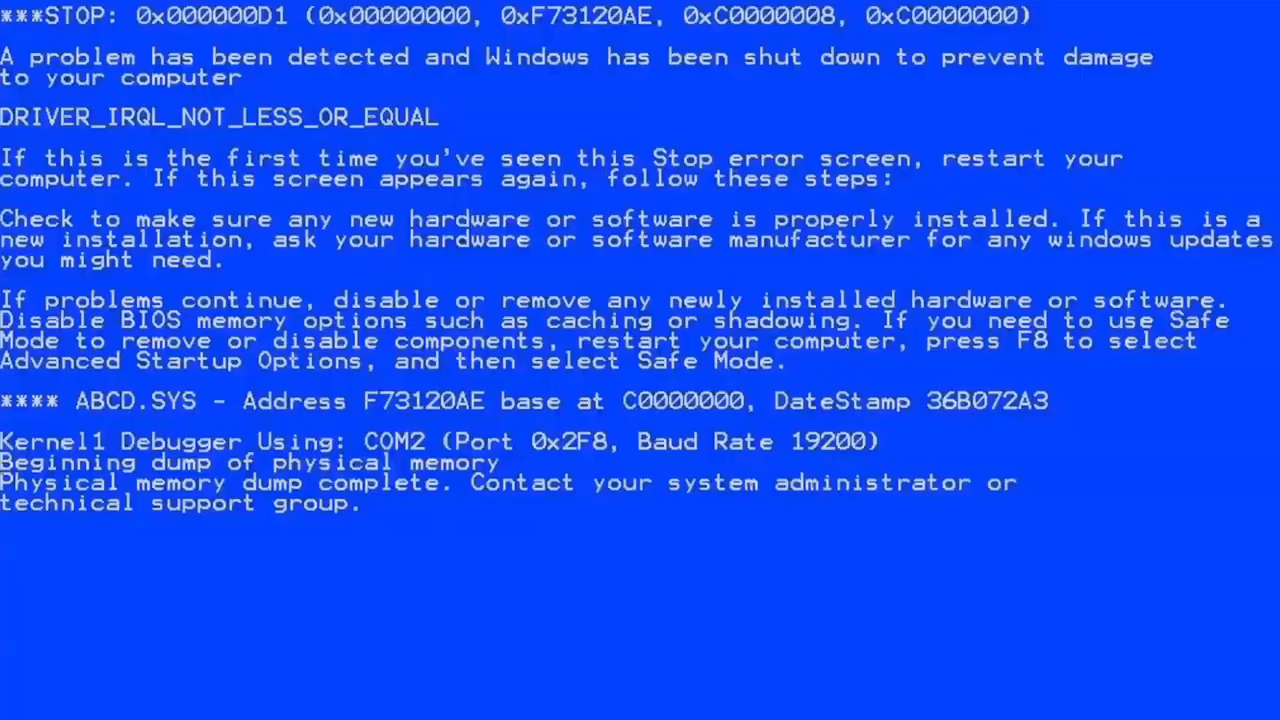 ***STOP: 0x000000D1 (0x00000000, 0xF73120AE, 0xC0000008, 0xC0000000)
A problem has been detected and Windows has been shut down to prevent damage
to your computer
DRIVER_IRQL_NOT_LESS_OR_EQUAL
If this is the first time you've seen this Stop error screen, restart your
computer. If this screen appears again, follow these steps:
Check to make sure any new hardware or software is properly installed. If this is a
new installation, ask your hardware or software manufacturer for any windows updates
you might need.
If problems continue, disable or remove any newly installed hardware or software.
Disable BIOS memory options such as caching or shadowing. If you need to use Safe
Mode to remove or disable components, restart your computer, press F8 to select
Advanced Startup Options, and then select Safe Mode.
**** ABCD.SYS - Address F73120AE base at C0000000, DateStamp 36B072A3
Kernel1 Debugger Using: COM2 (Port 0x2F8, Baud Rate 19200)
Beginning dump of physical memory
Physical memory dump complete. Contact your system administrator or
technical support group.